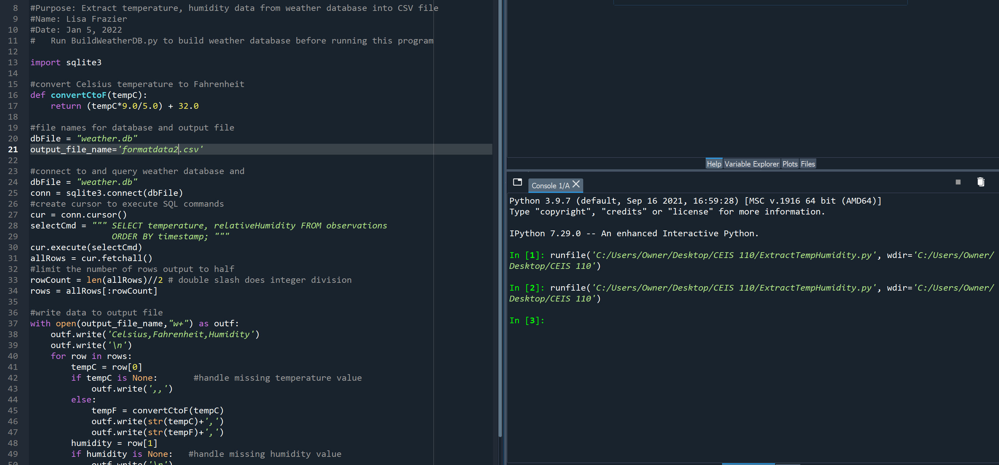 8 #Purpose: Extract temperature, humidity data from weather database into CSV file
9 #Name: Lisa Frazier
10 #Date: Jan 5, 2022
11 #   Run BuildWeatherDB.py to build weather database before running this program
12
13 import sqlite3
14
15 #convert Celsius temperature to Fahrenheit
16 def convertCtoF(tempC):
17     return (tempC*9.0/5.0) + 32.0
18
19 #file names for database and output file
20 dbFile = "weather.db"
21 output_file_name='formatdata2.csv'
22
23 #connect to and query weather database and
24 dbFile = "weather.db"
25 conn = sqlite3.connect(dbFile)
26 #create cursor to execute SQL commands
27 cur = conn.cursor()
28 selectCmd = """ SELECT temperature, relativeHumidity FROM observations
29                 ORDER BY timestamp; """
30 cur.execute(selectCmd)
31 allRows = cur.fetchall()
32 #limit the number of rows output to half
33 rowCount = len(allRows)//2 # double slash does integer division
34 rows = allRows[:rowCount]
35
36 #write data to output file
37 with open(output_file_name,"w+") as outf:
38     outf.write('Celsius,Fahrenheit,Humidity')
39     outf.write('\n')
40     for row in rows:
41         tempC = row[0]
42         if tempC is None:       #handle missing temperature value
43             outf.write(',,')
44         else:
45             tempF = convertCtoF(tempC)
46             outf.write(str(tempC)+',')
47             outf.write(str(tempF)+',')
48         humidity = row[1]
49         if humidity is None:   #handle missing humidity value
50             outf.write('\n')
Help Variable Explorer Plots Files
Console 1/A
Python 3.9.7 (default, Sep 16 2021, 16:59:28) [MSC v.1916 64 bit (AMD64)]
Type "copyright", "credits" or "license" for more information.
IPython 7.29.0 -- An enhanced Interactive Python.
In [1]: runfile('C:/Users/Owner/Desktop/CEIS 110/ExtractTempHumidity.py', wdir='C:/Users/Owner/
Desktop/CEIS 110')
In [2]: runfile('C:/Users/Owner/Desktop/CEIS 110/ExtractTempHumidity.py', wdir='C:/Users/Owner/
Desktop/CEIS 110')
In [3]: